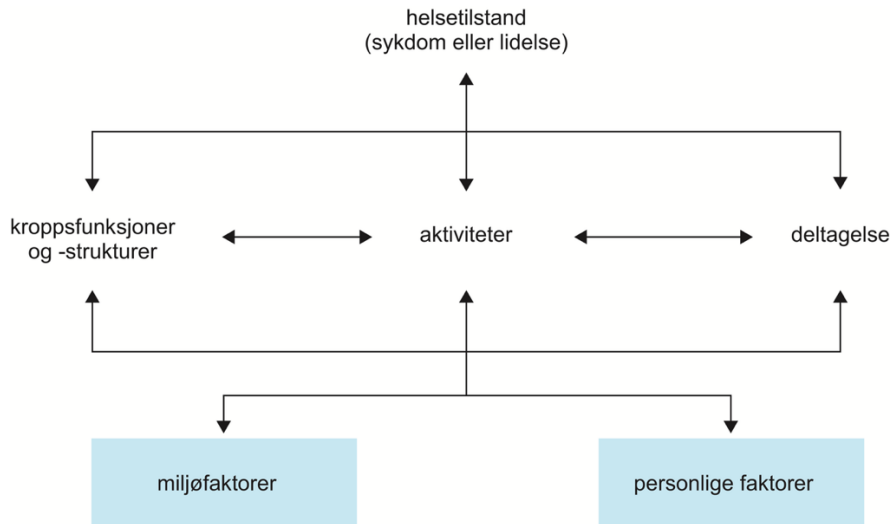 helsetilstand
(sykdom eller lidelse)
kroppsfunksjoner
og -strukturer
aktiviteter
deltagelse
miljøfaktorer
personlige faktorer